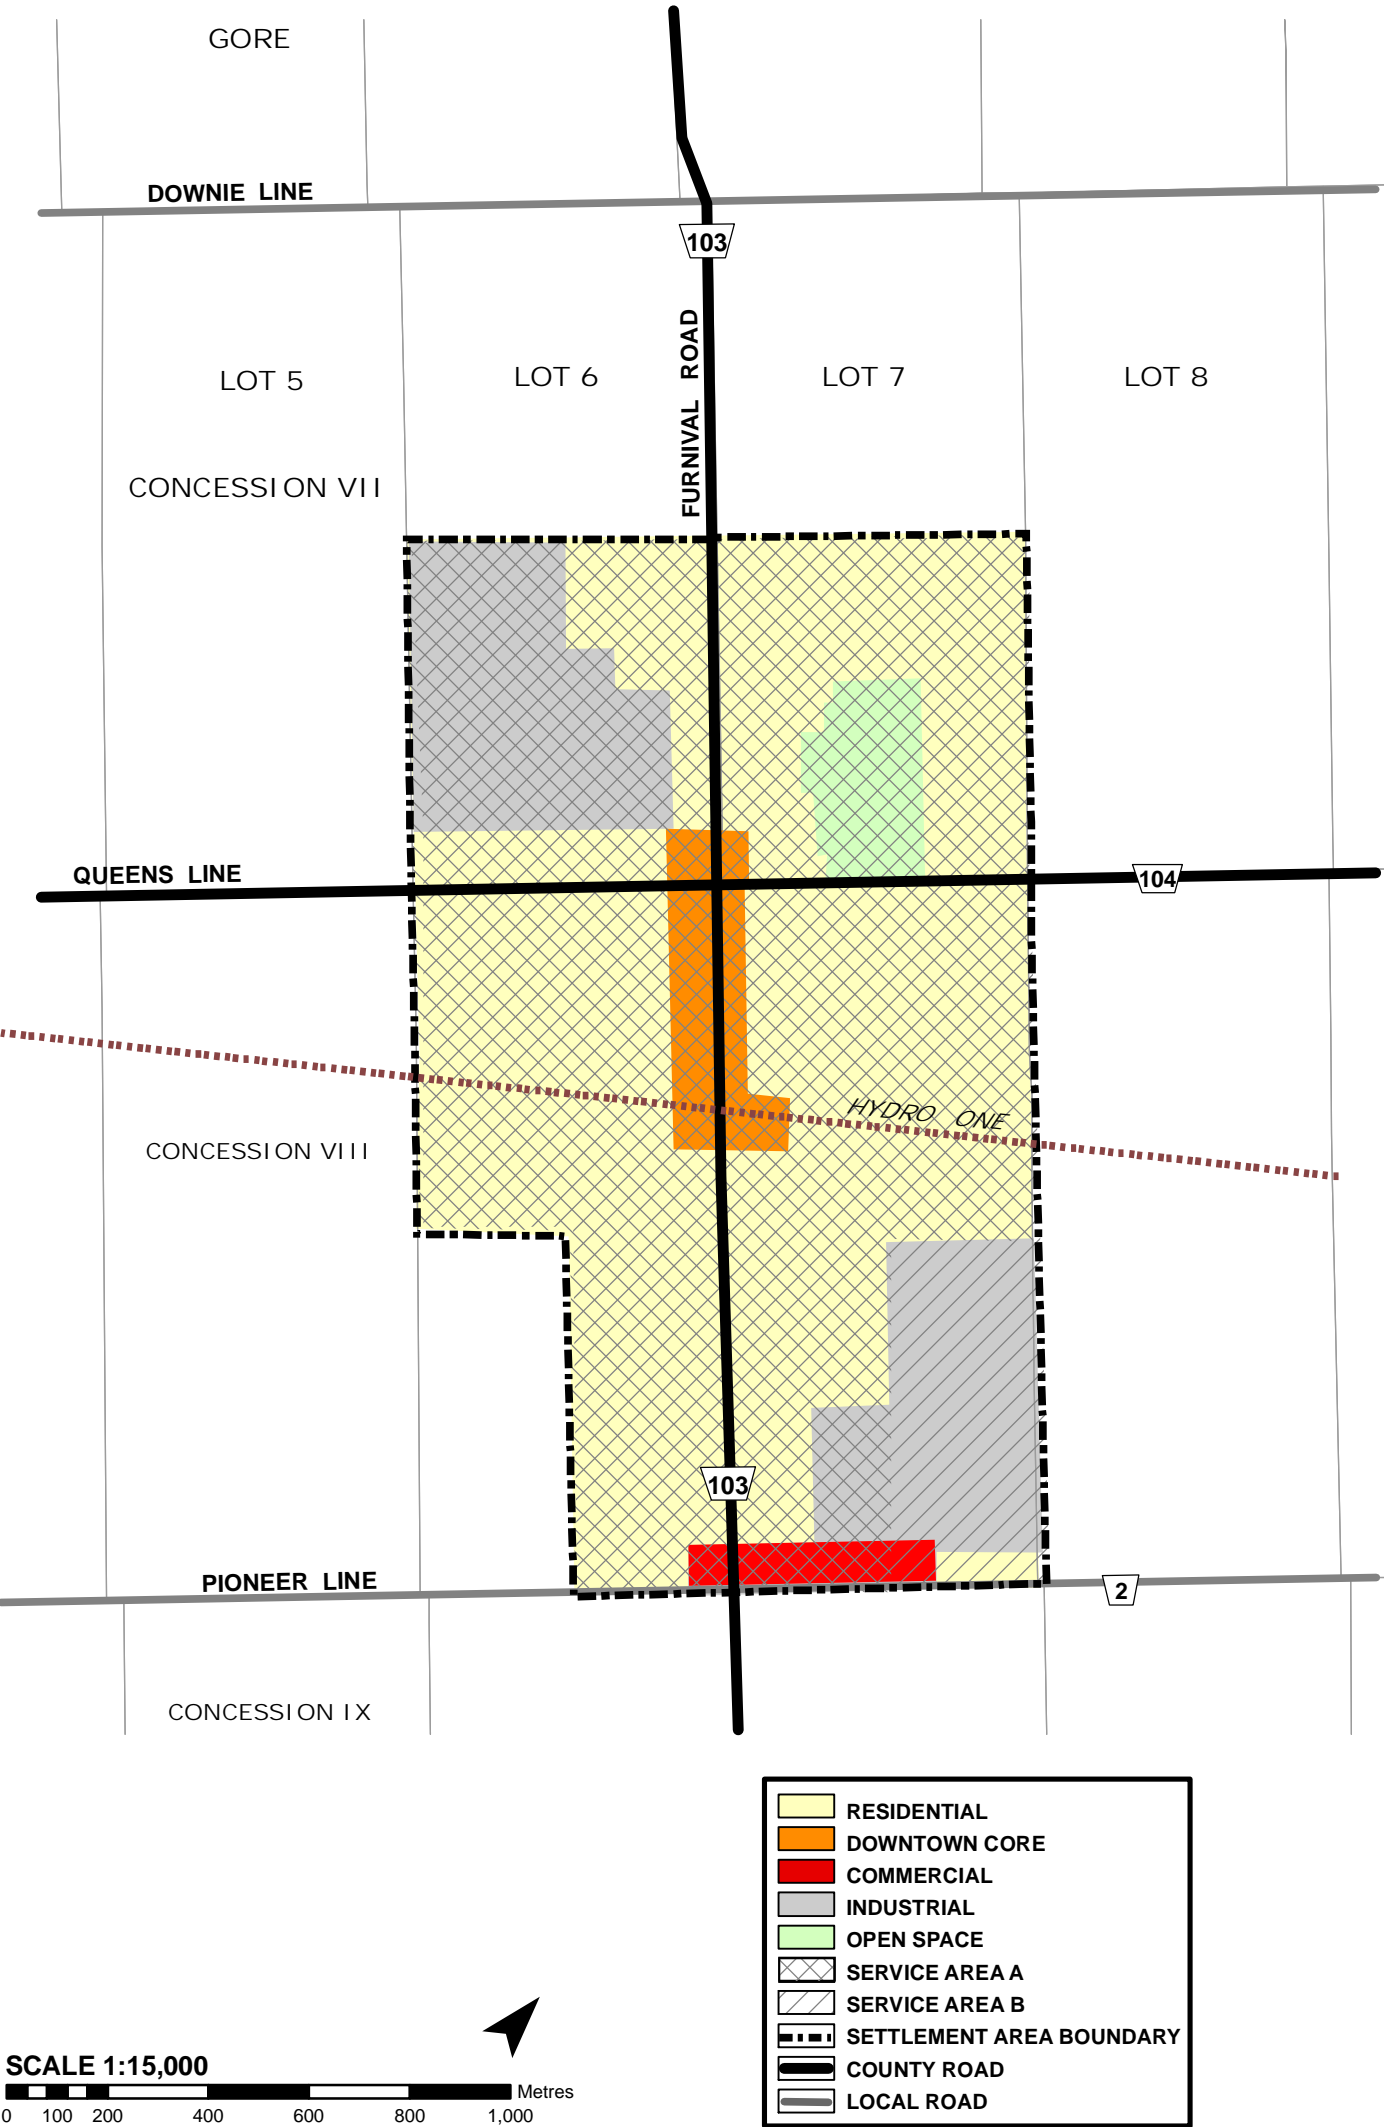 GORE
DOWNIE LINE
103
FURNIVAL ROAD
LOT 5
LOT 6
LOT 7
LOT 8
CONCESSION VII
QUEENS LINE
104
HYDRO ONE
CONCESSION VIII
103
PIONEER LINE
2
CONCESSION IX
RESIDENTIAL
DOWNTOWN CORE
COMMERCIAL
INDUSTRIAL
OPEN SPACE
SERVICE AREA A
SERVICE AREA B
SETTLEMENT AREA BOUNDARY
COUNTY ROAD
LOCAL ROAD
SCALE 1:15,000
Metres
0 100 200 400 600 800 1,000